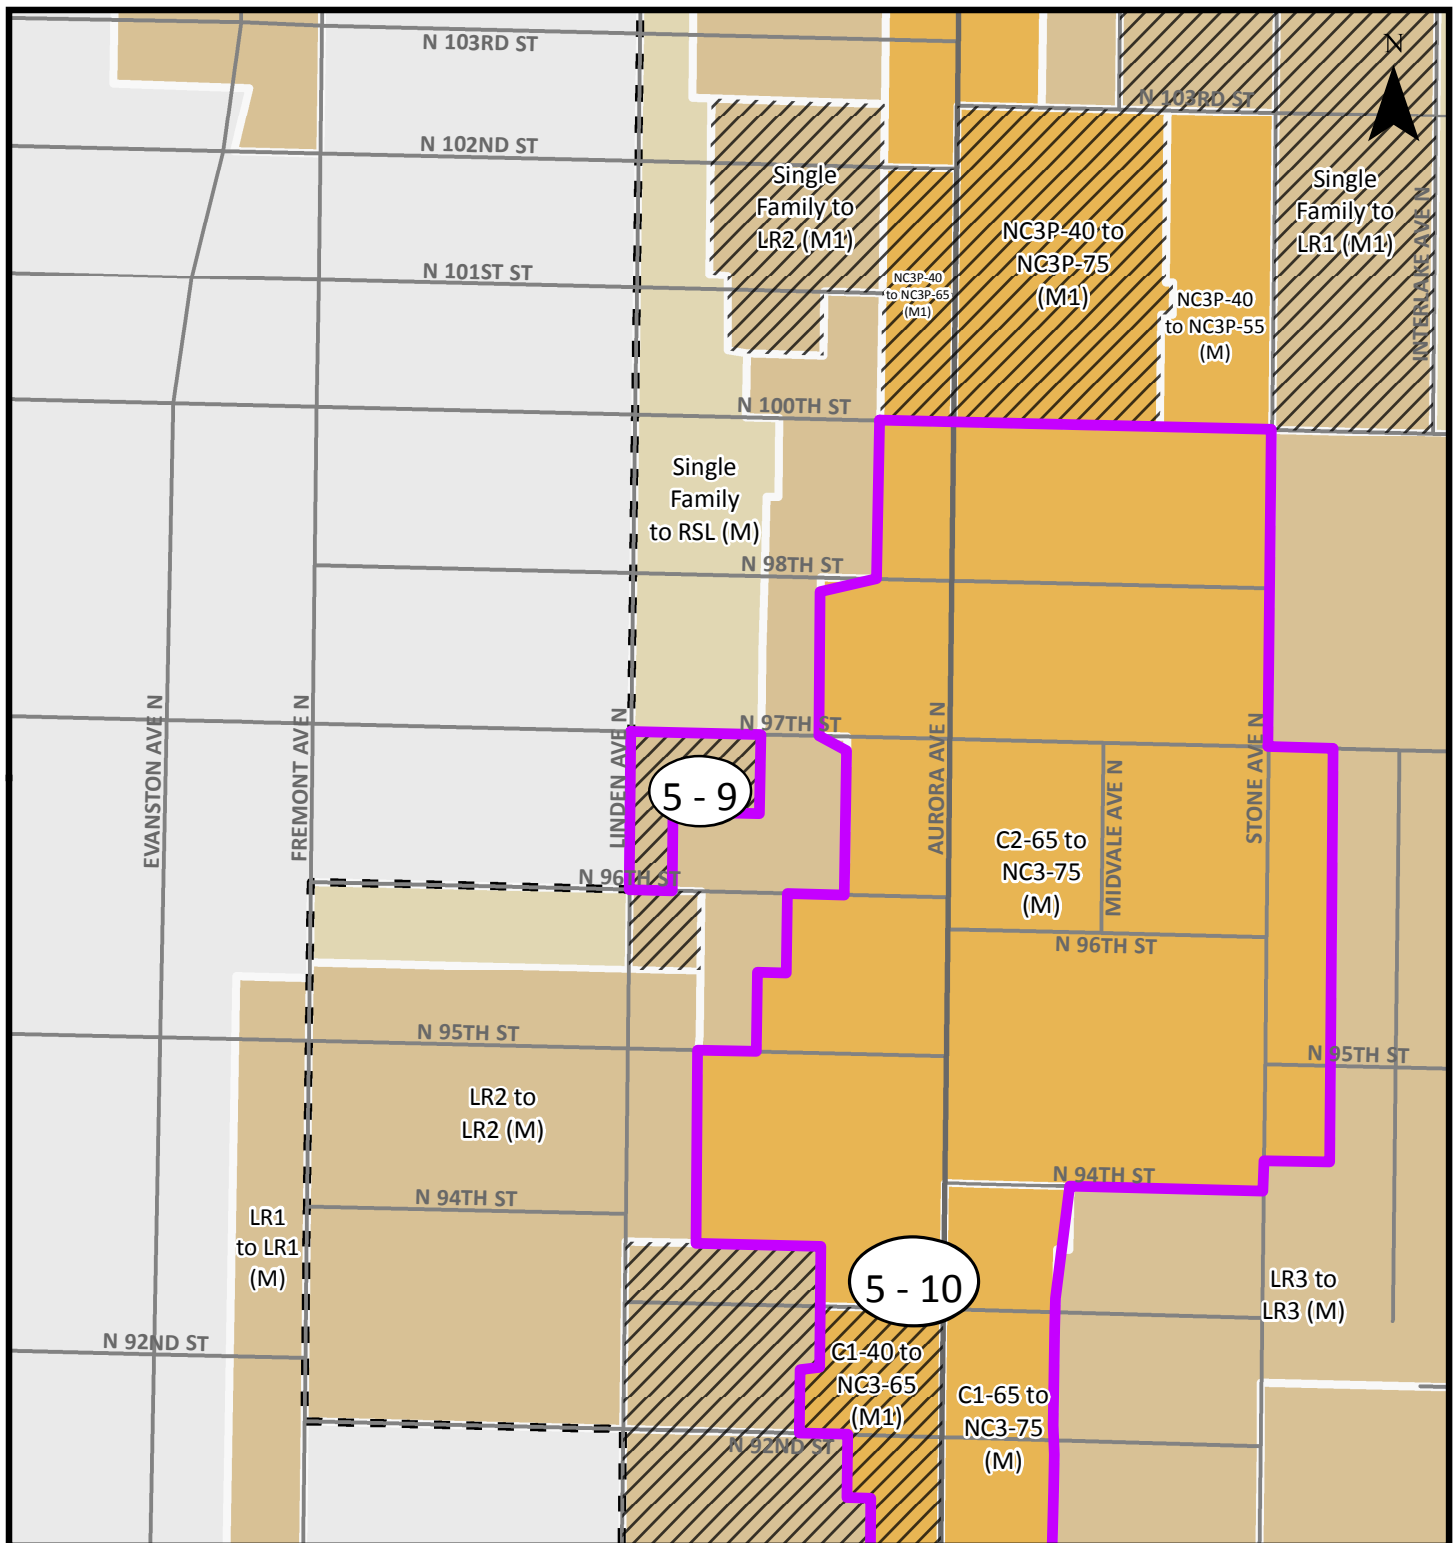 N 103RD ST
N
N 103RD ST
N 102ND ST
Single
Family to
LR2 (M1)
Single
Family to
LR1 (M1)
INTERLAKE AVE N
NC3P-40 to
NC3P-75
(M1)
N 101ST ST
NC3P-40
to NC3P-65
(M1)
NC3P-40
to NC3P-55
(M)
N 100TH ST
Single
Family
to RSL (M)
N 98TH ST
EVANSTON AVE N
FREMONT AVE N
LINDEN AVE N
N 97TH ST
AURORA AVE N
MIDVALE AVE N
STONE AVE N
5 - 9
C2-65 to
NC3-75
(M)
N 96TH ST
N 96TH ST
N 95TH ST
N 95TH ST
LR2 to
LR2 (M)
N 94TH ST
N 94TH ST
LR1
to LR1
(M)
5 - 10
LR3 to
LR3 (M)
N 92ND ST
C1-40 to
NC3-65
(M1)
C1-65 to
NC3-75
(M)
N 92ND ST